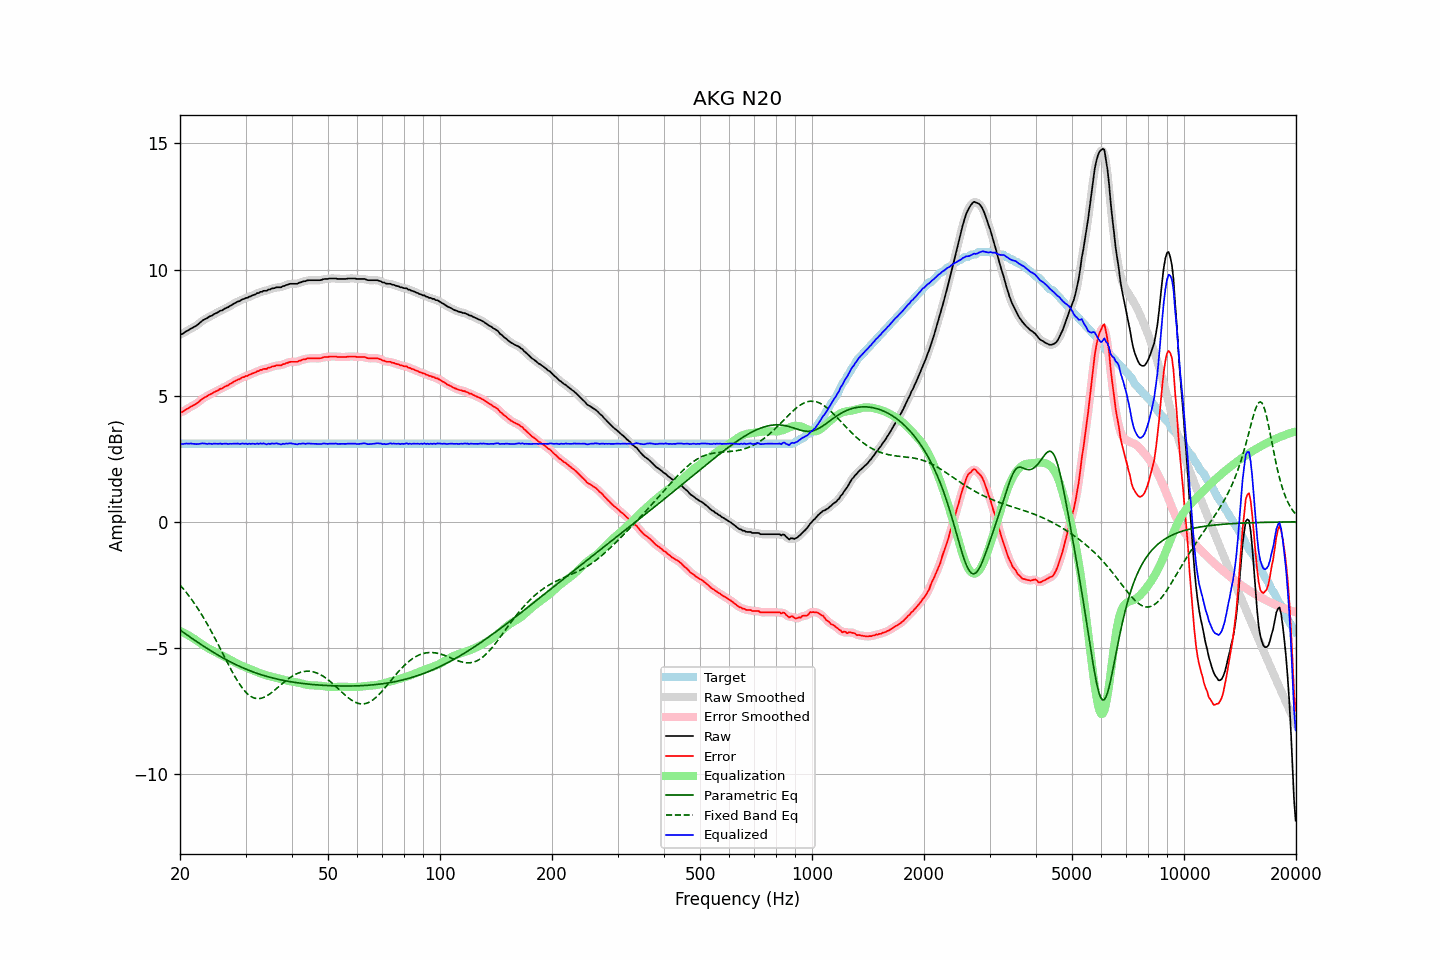 AKG N20
Amplitude (dBr)
15
10
5
0
−5
−10
Target
Raw Smoothed
Error Smoothed
Raw
Error
Equalization
Parametric Eq
Fixed Band Eq
Equalized
20 50 100 200 500 1000 2000 5000 10000 20000
Frequency (Hz)